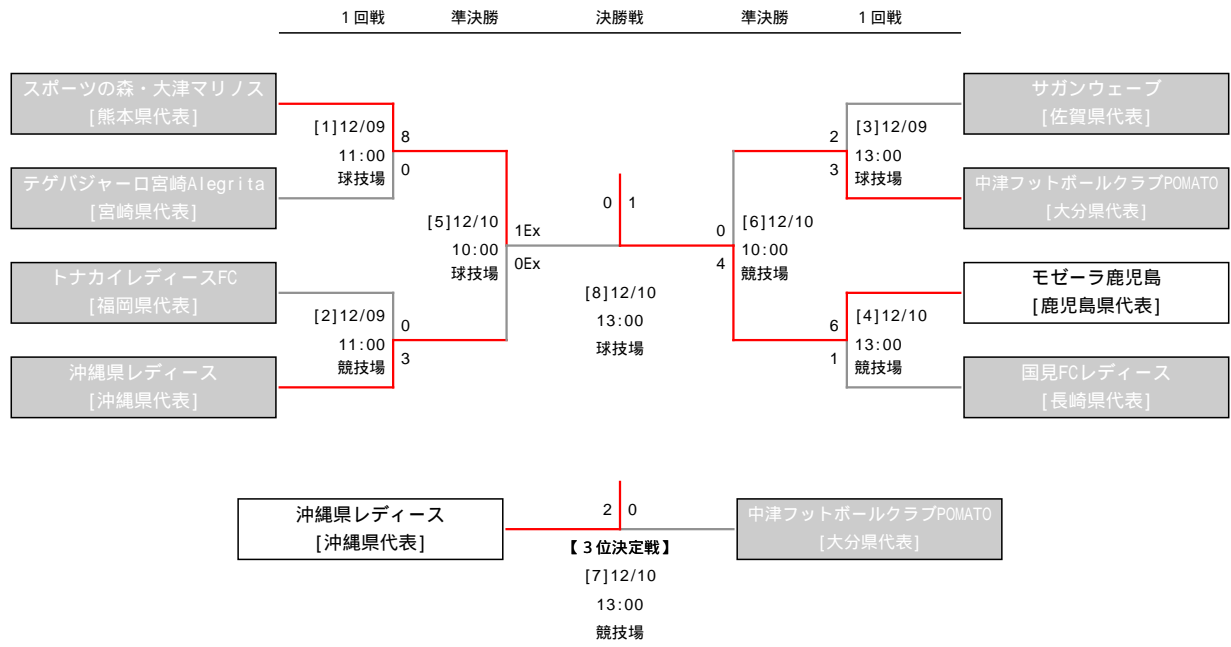 1回戦 準決勝 決勝戦 準決勝 1回戦
スポーツの森・大津マリノス
[熊本県代表]
[1]12/09
11:00
球技場
8
0
テゲバジャーロ宮崎Alegrita
[宮崎県代表]
[5]12/10
10:00
球技場
1Ex
0Ex
トナカイレディースFC
[福岡県代表]
[2]12/09
11:00
競技場
0
3
沖縄県レディース
[沖縄県代表]
0 1
[8]12/10
13:00
球技場
サガンウェーブ
[佐賀県代表]
2
3
[3]12/09
13:00
球技場
中津フットボールクラブPOMATO
[大分県代表]
0
4
[6]12/10
10:00
競技場
モゼーラ鹿児島
[鹿児島県代表]
6
1
[4]12/10
13:00
競技場
国見FCレディース
[長崎県代表]
沖縄県レディース
[沖縄県代表]
2 0
中津フットボールクラブPOMATO
[大分県代表]
【3位決定戦】
[7]12/10
13:00
競技場